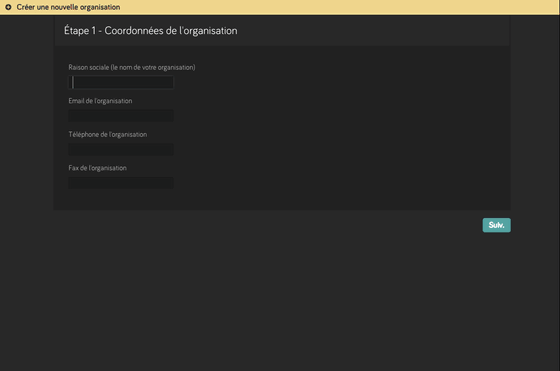 Créer une nouvelle organisation
Étape 1 - Coordonnées de l'organisation
Raison sociale (le nom de votre organisation)
Email de l'organisation
Téléphone de l'organisation
Fax de l'organisation
Suiv.